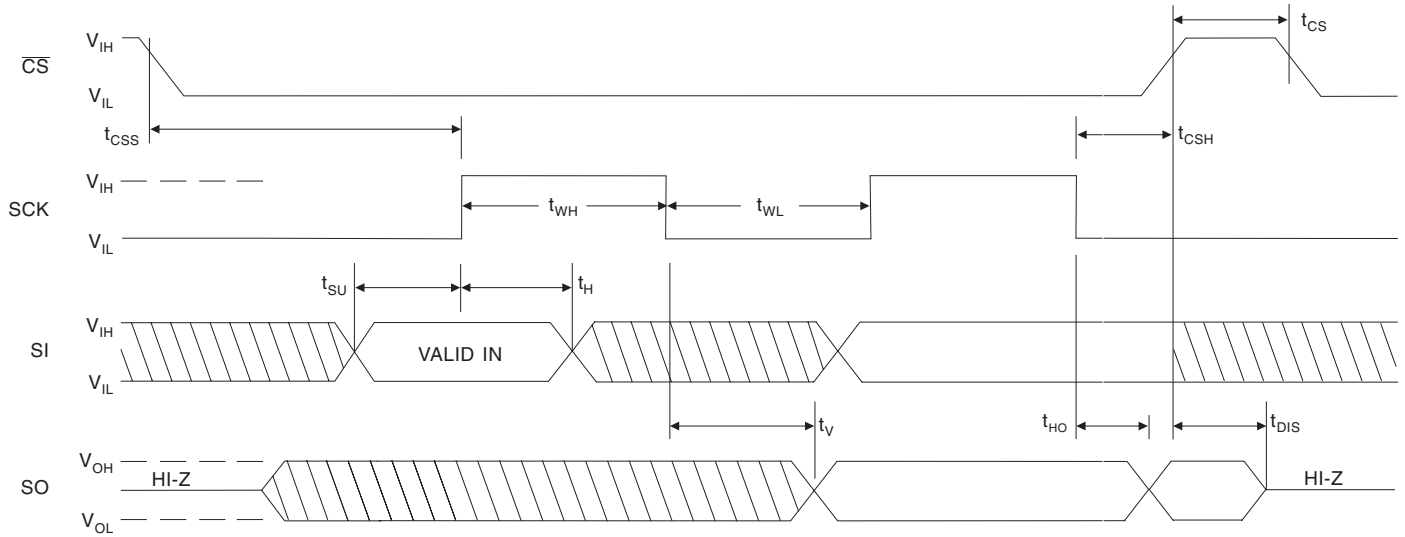 t_CS
V_IH
C̅S̅
V_IL
t_CSS
t_CSH
V_IH
SCK
t_WH
t_WL
V_IL
t_SU
t_H
V_IH
SI
VALID IN
V_IL
t_V
t_HO
t_DIS
V_OH
SO
HI-Z
HI-Z
V_OL